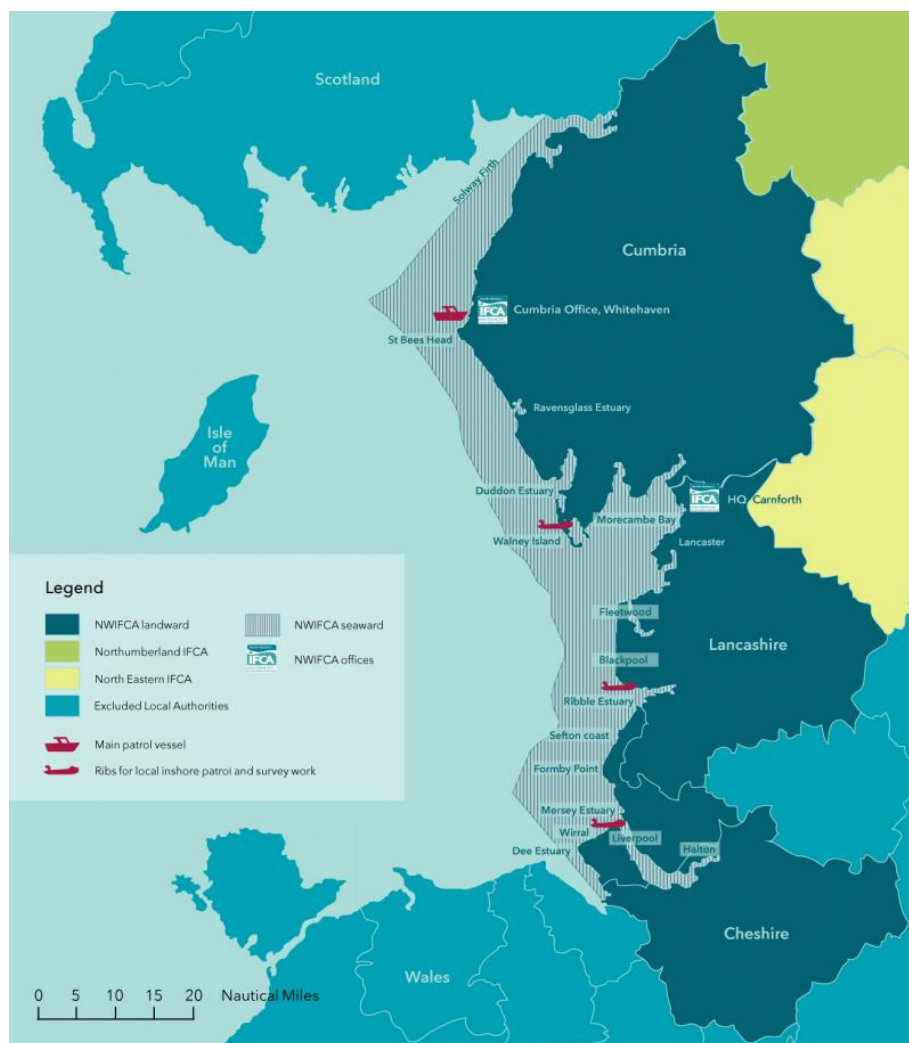 Scotland
Solway Firth
Cumbria
IFCA
Cumbria Office, Whitehaven
St Bees Head
Ravensglass Estuary
Isle
of
Man
Duddon Estuary
IFCA
HQ, Carnforth
Morecambe Bay
Walney Island
Lancaster
Fleetwood
Lancashire
Blackpool
Ribble Estuary
Sefton coast
Formby Point
Mersey Estuary
Wirral
Liverpool
Dee Estuary
Halton
Cheshire
Wales
Legend
NWIFCA landward
NWIFCA seaward
Northumberland IFCA
IFCA
NWIFCA offices
North Eastern IFCA
Excluded Local Authorities
Main patrol vessel
Ribs for local inshore patrol and survey work
0 5 10 15 20 Nautical Miles